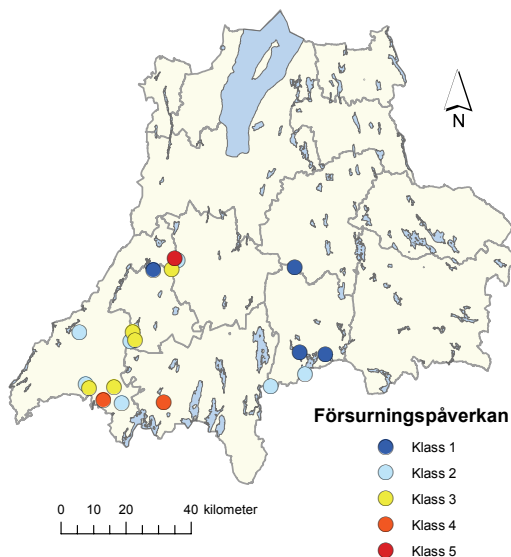 N
Försurningspåverkan
Klass 1
Klass 2
Klass 3
Klass 4
Klass 5
0 10 20 40 kilometer